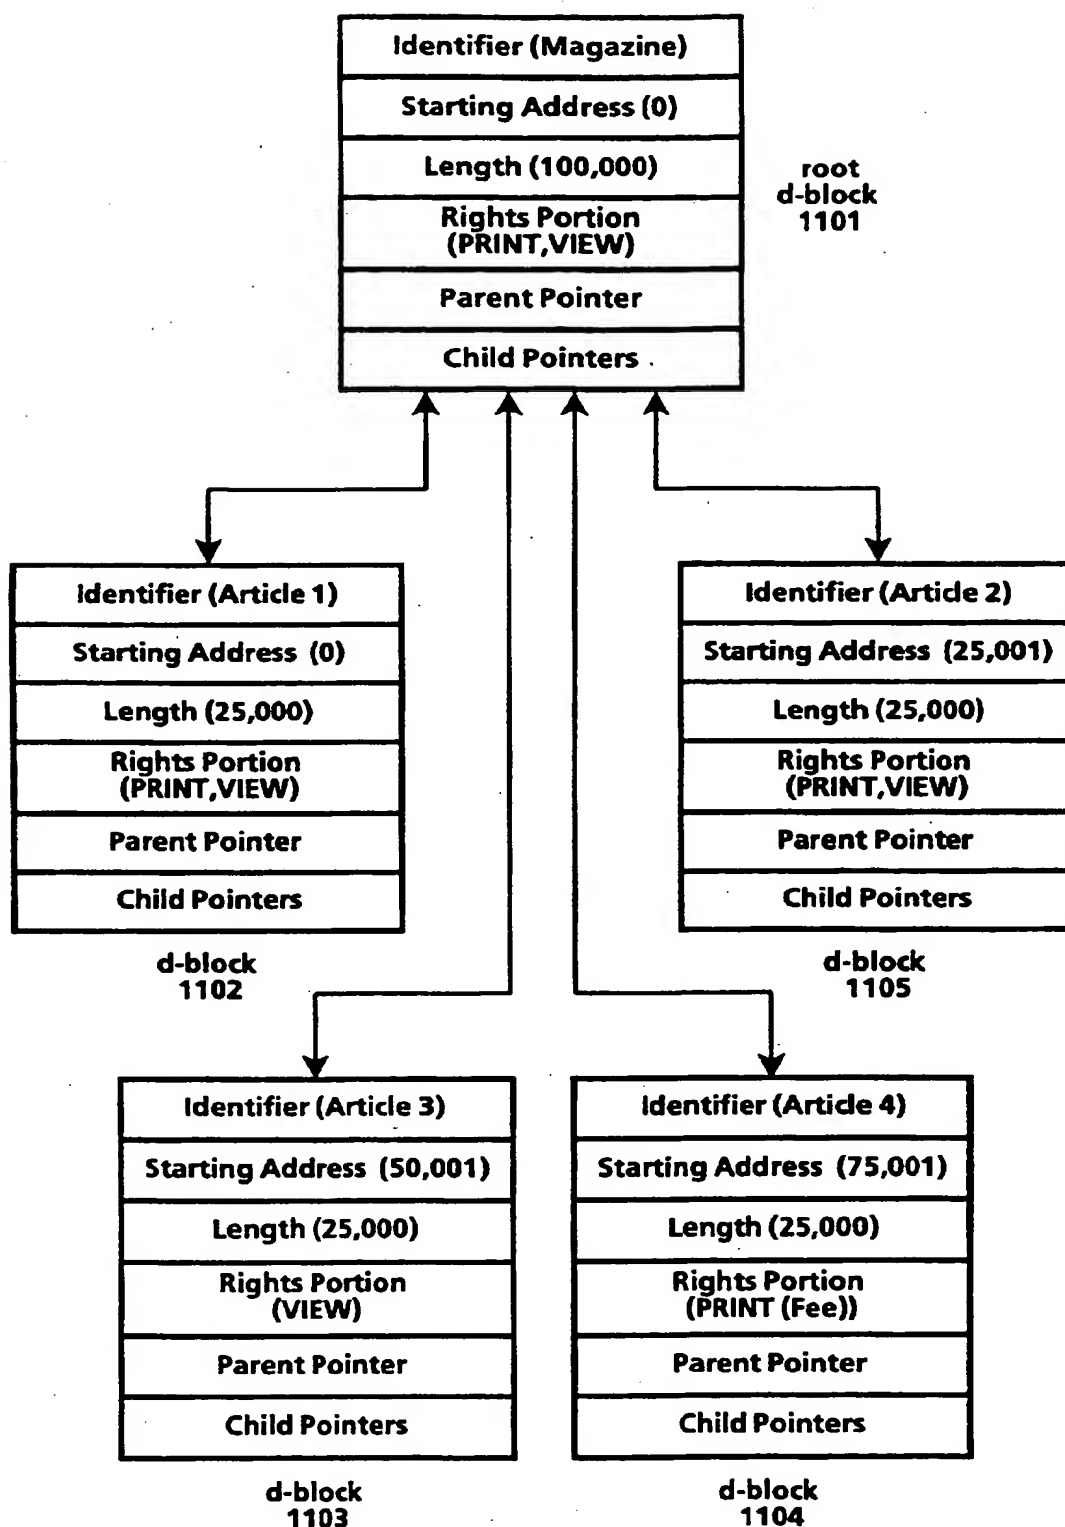 Identifier (Magazine)
Starting Address (0)
Length (100,000)
Rights Portion
(PRINT,VIEW)
Parent Pointer
Child Pointers
root
d-block
1101
Identifier (Article 1)
Starting Address (0)
Length (25,000)
Rights Portion
(PRINT,VIEW)
Parent Pointer
Child Pointers
d-block
1102
Identifier (Article 2)
Starting Address (25,001)
Length (25,000)
Rights Portion
(PRINT,VIEW)
Parent Pointer
Child Pointers
d-block
1105
Identifier (Article 3)
Starting Address (50,001)
Length (25,000)
Rights Portion
(VIEW)
Parent Pointer
Child Pointers
d-block
1103
Identifier (Article 4)
Starting Address (75,001)
Length (25,000)
Rights Portion
(PRINT (Fee))
Parent Pointer
Child Pointers
d-block
1104